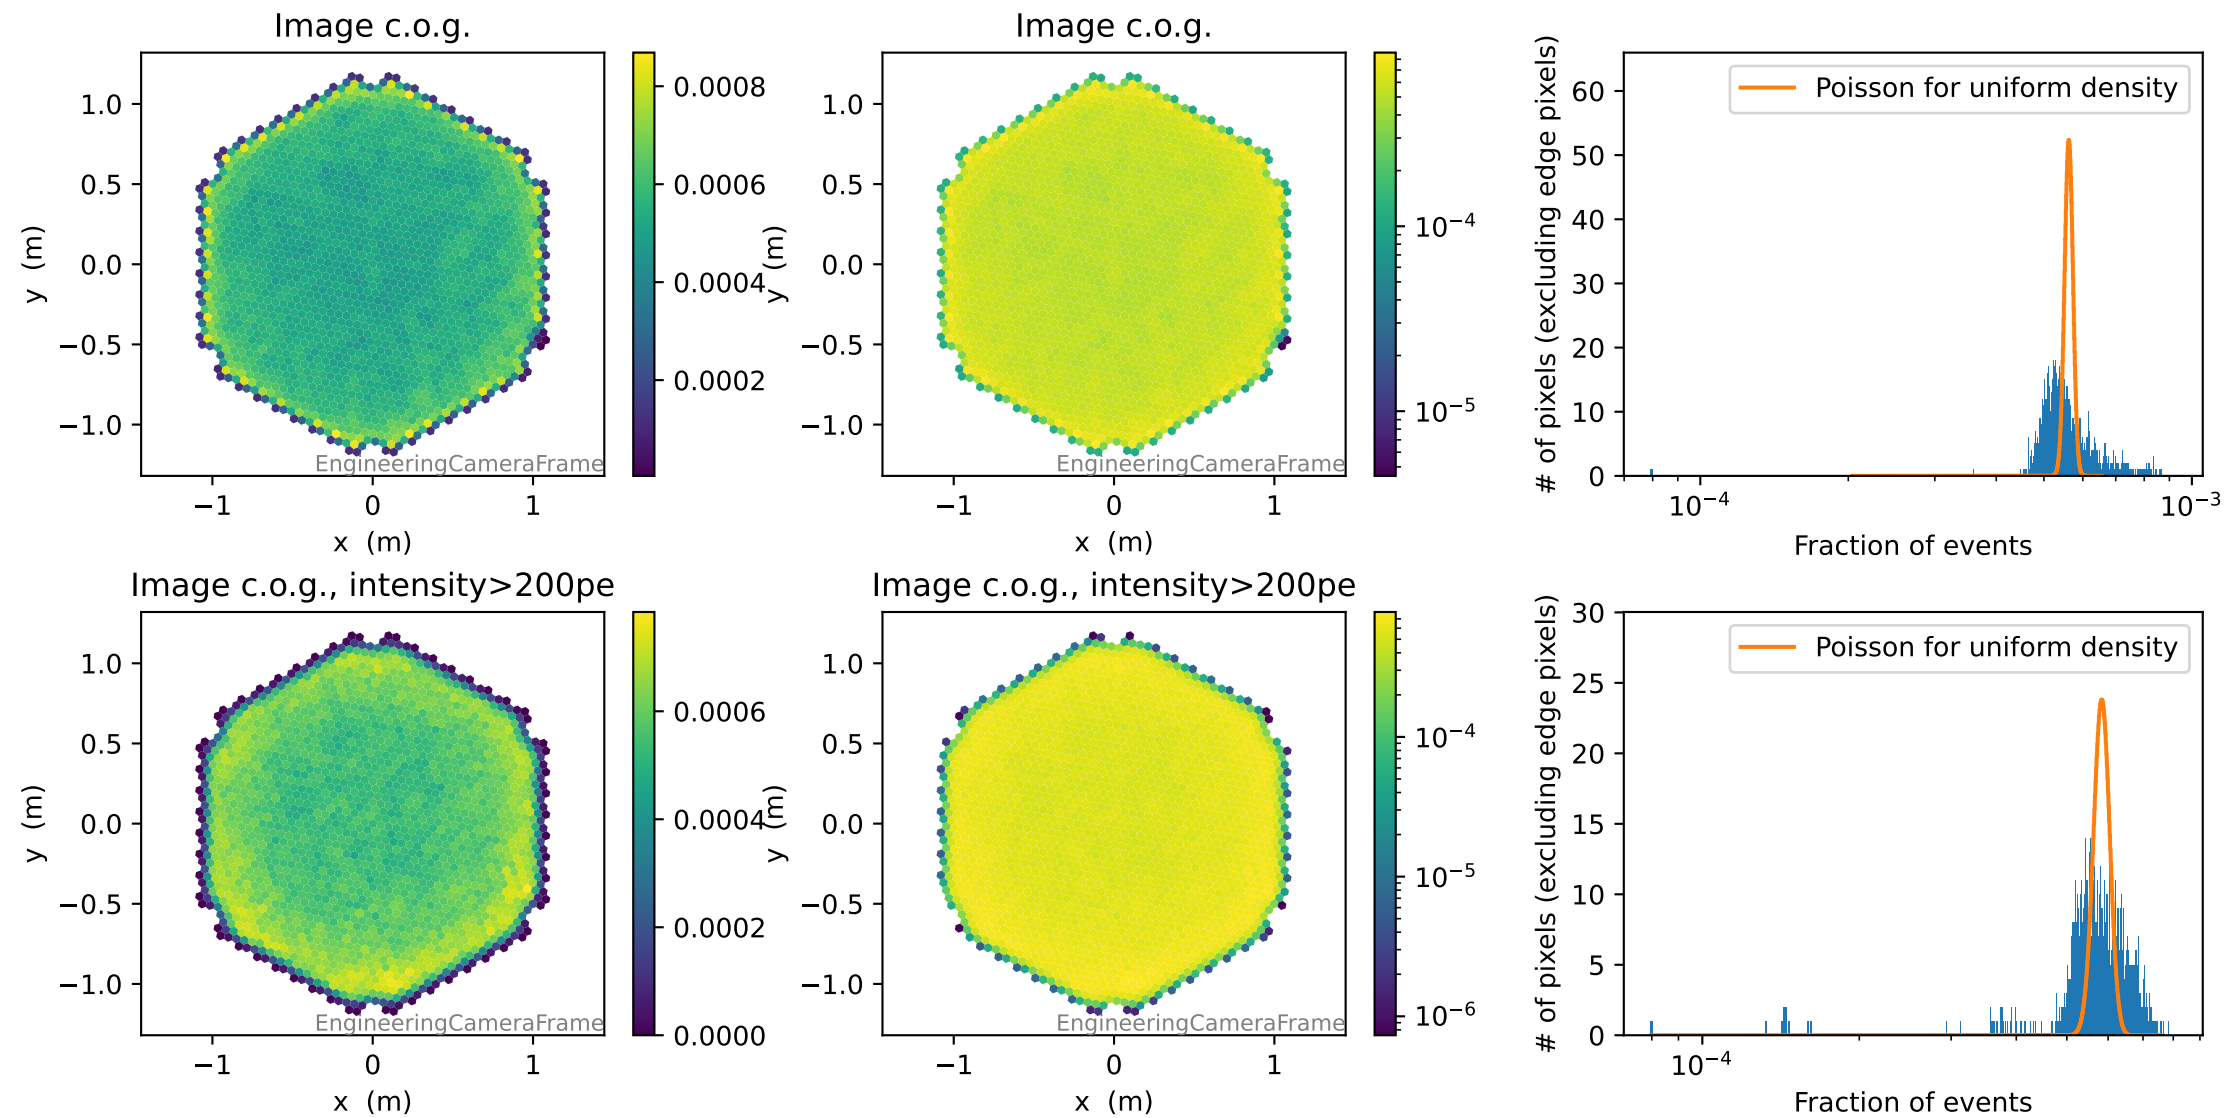 Image c.o.g.
1.0
0.5
0.0
−0.5
−1.0
y (m)
−1
0
1
x (m)
EngineeringCameraFrame
0.0008
0.0006
0.0004
0.0002
Image c.o.g.
1.0
0.5
0.0
−0.5
−1.0
y (m)
−1
0
1
x (m)
EngineeringCameraFrame
10⁻⁴
10⁻⁵
# of pixels (excluding edge pixels)
60
50
40
30
20
10
0
Poisson for uniform density
10⁻⁴
10⁻³
Fraction of events
Image c.o.g., intensity>200pe
1.0
0.5
0.0
−0.5
−1.0
y (m)
−1
0
1
x (m)
EngineeringCameraFrame
0.0006
0.0004
0.0002
0.0000
Image c.o.g., intensity>200pe
1.0
0.5
0.0
−0.5
−1.0
y (m)
−1
0
1
x (m)
EngineeringCameraFrame
10⁻⁴
10⁻⁵
10⁻⁶
# of pixels (excluding edge pixels)
30
25
20
15
10
5
0
Poisson for uniform density
10⁻⁴
Fraction of events